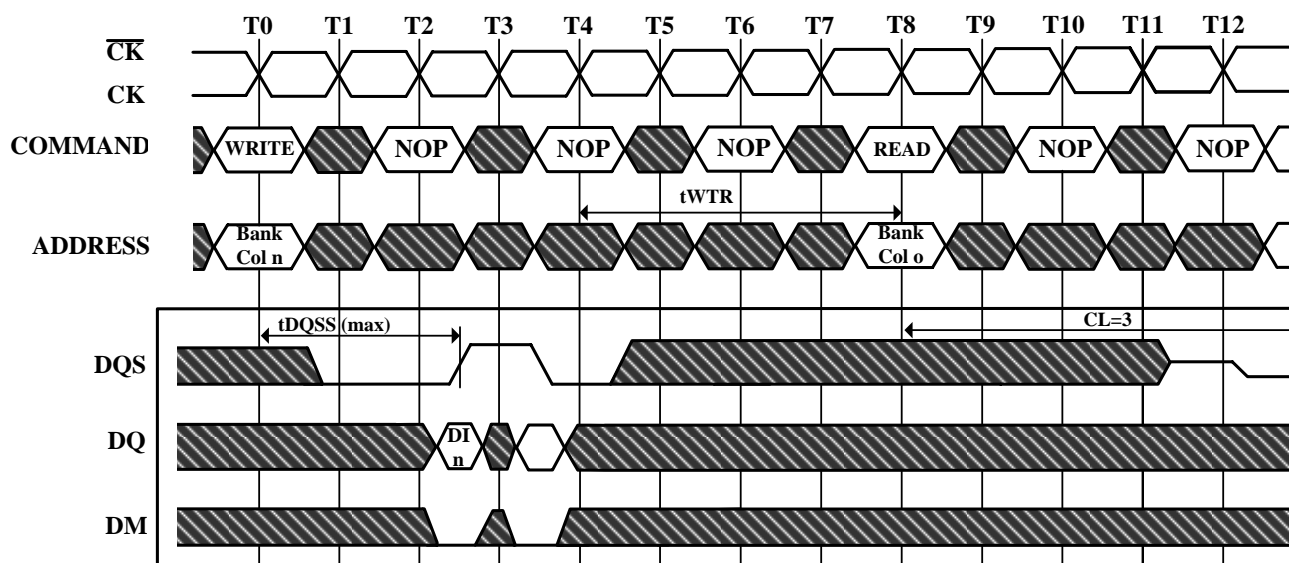 T0 T1 T2 T3 T4 T5 T6 T7 T8 T9 T10 T11 T12
CK
CK
COMMAND WRITE NOP NOP NOP READ NOP NOP
tWTR
ADDRESS Bank Col n Bank Col o
tDQSS (max) CL=3
DQS
DQ DI n
DM